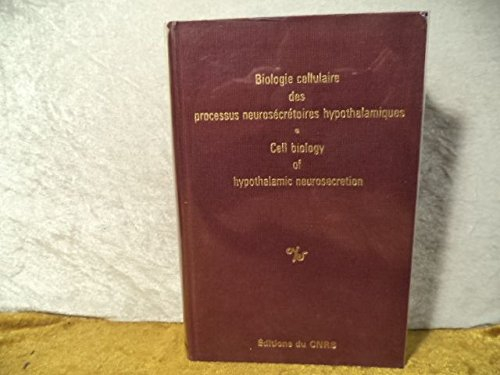 Biologie cellulaire
des
processus neurosécrétoires hypothalamiques
*
Cell biology
of
hypothalamic neurosecretion
Éditions du CNRS